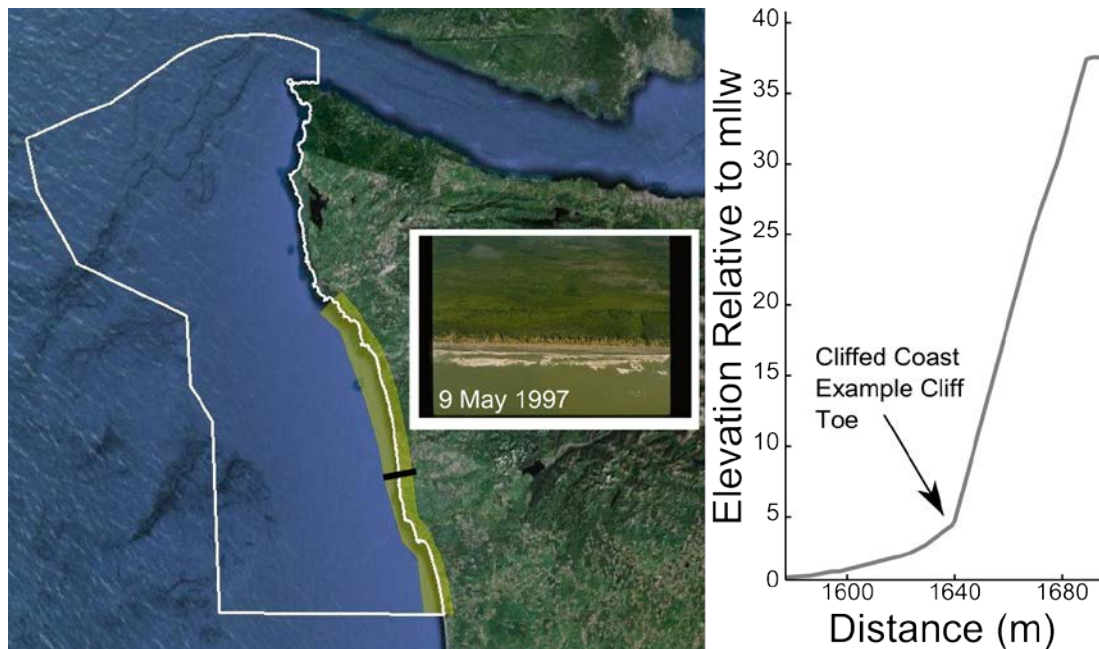 9 May 1997
Elevation Relative to mllw
40
35
30
25
20
15
10
5
0
Cliffed Coast
Example Cliff
Toe
1600
1640
1680
Distance (m)